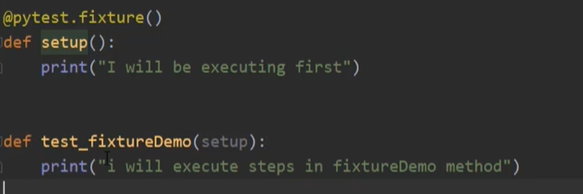 @pytest.fixture()
def setup():
    print("I will be executing first")
def test_fixtureDemo(setup):
    print("i will execute steps in fixtureDemo method")